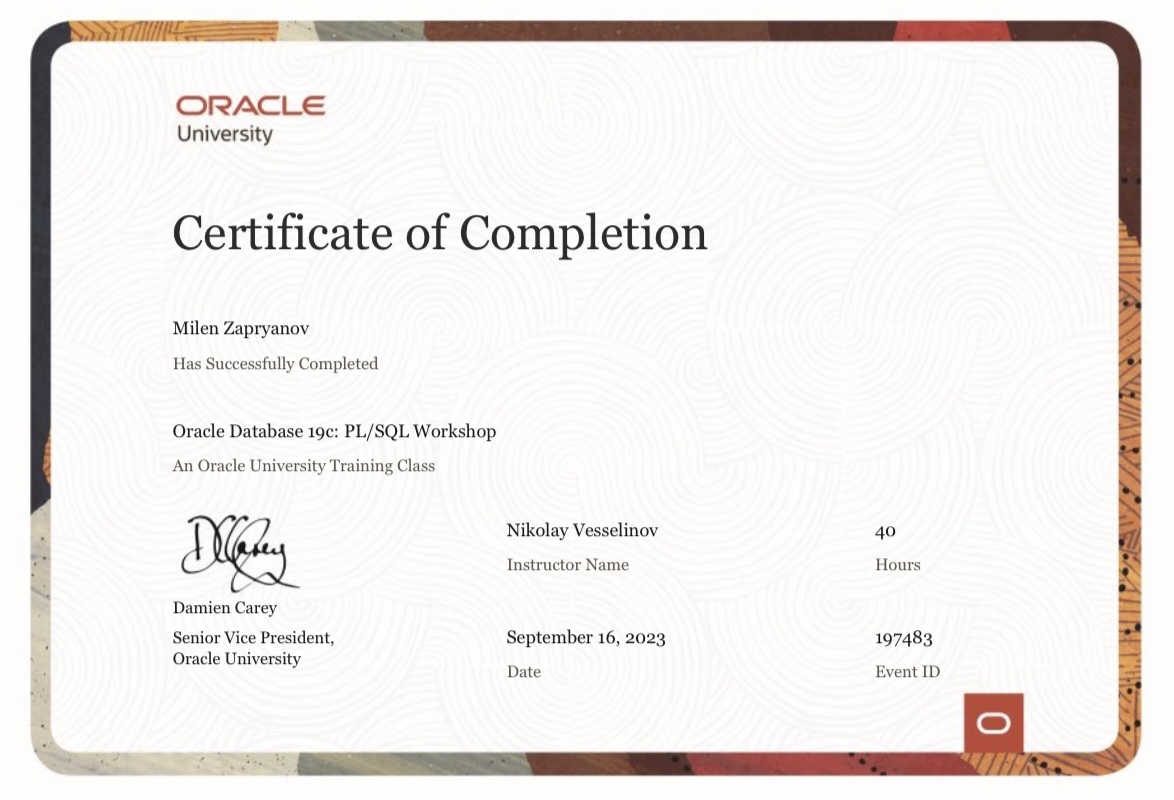 ORACLE
University
Certificate of Completion
Milen Zapryanov
Has Successfully Completed
Oracle Database 19c: PL/SQL Workshop
An Oracle University Training Class
DCCarey
Damien Carey
Senior Vice President,
Oracle University
Nikolay Vesselinov
Instructor Name
40
Hours
September 16, 2023
Date
197483
Event ID